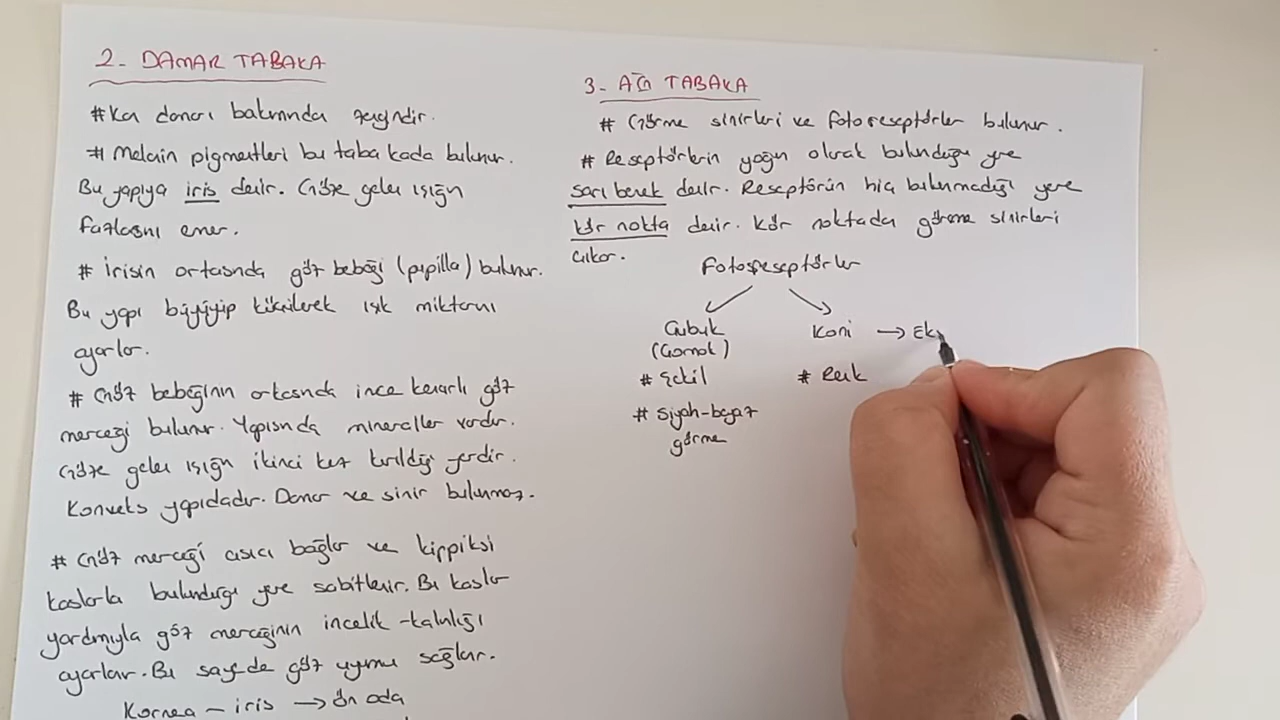 2- DAMAR TABAKA
# Kan damarı bakımından zengindir.
# Melanin pigmentleri bu tabakada bulunur.
Bu yapıya iris denir. Göze gelen ışığın
fazlasını emer.
# İrisin ortasında göz bebeği (pupilla) bulunur.
Bu yapı büyüyüp küçülerek ışık miktarını
ayarlar.
# Göz bebeğinin ortasında ince kenarlı göz
merceği bulunur. Yapısında mineraller vardır.
Göze gelen ışığın ikinci kez kırıldığı yerdir.
Konveks yapıdadır. Damar ve sinir bulunmaz.
# Göz merceği asıcı bağlar ve kirpiksi
kaslarla bulunduğu yere sabitlenir. Bu kaslar
yardımıyla göz merceğinin incelik-kalınlığı
ayarlanır. Bu sayede göz uyumu sağlar.
Kornea - iris → ön oda
3- AĞ TABAKA
# Görme sinirleri ve fotoreseptörler bulunur.
# Reseptörlerin yoğun olarak bulunduğu yere
sarı benek denir. Reseptörün hiç bulunmadığı yere
kör nokta denir. Kör noktada görme sinirleri
çıkar.
Fotoreseptörler
Çubuk
(Çomak)
# Şekil
# Siyah-beyaz
görme
Koni → Ek
# Renk